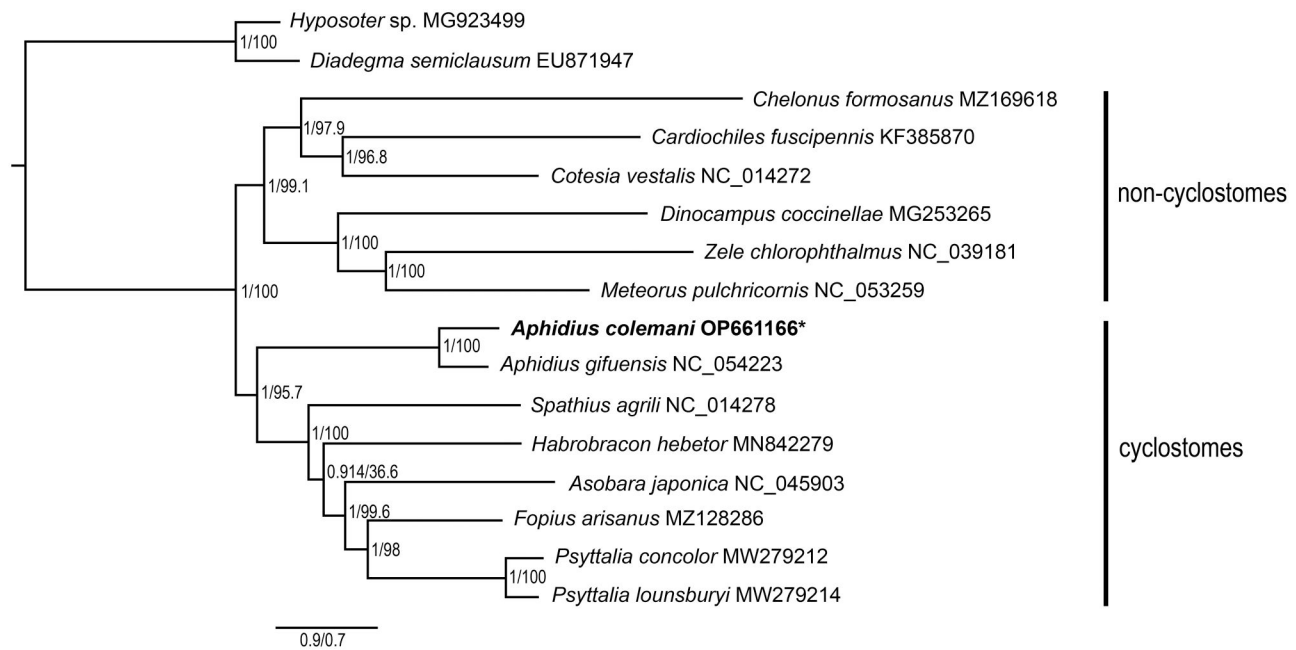 Hyposoter sp. MG923499
1/100
Diadegma semiclausum EU871947
Chelonus formosanus MZ169618
1/97.9
Cardiochiles fuscipennis KF385870
1/96.8
Cotesia vestalis NC_014272
1/99.1
non-cyclostomes
Dinocampus coccinellae MG253265
1/100
Zele chlorophthalmus NC_039181
1/100
Meteorus pulchricornis NC_053259
1/100
Aphidius colemani OP661166*
1/100
Aphidius gifuensis NC_054223
1/95.7
Spathius agrili NC_014278
1/100
Habrobracon hebetor MN842279
cyclostomes
0.914/36.6
Asobara japonica NC_045903
1/99.6
Fopius arisanus MZ128286
1/98
Psyttalia concolor MW279212
1/100
Psyttalia lounsburyi MW279214
0.9/0.7